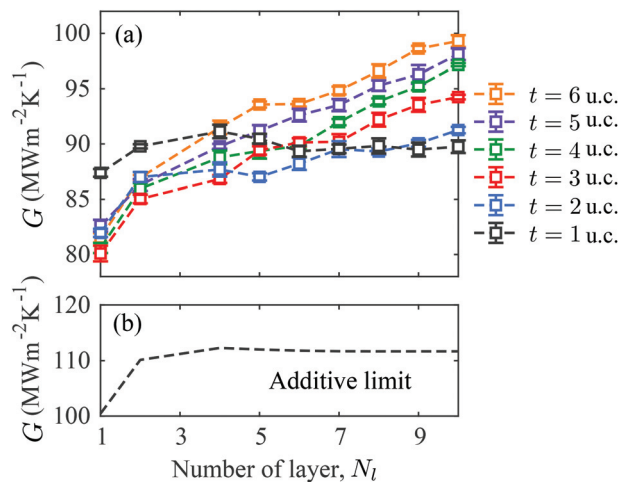 (a)
G (MWm⁻²K⁻¹)
100
95
90
85
80
t = 6 u.c.
t = 5 u.c.
t = 4 u.c.
t = 3 u.c.
t = 2 u.c.
t = 1 u.c.
(b)
G (MWm⁻²K⁻¹)
120
110
100
Additive limit
1 3 5 7 9
Number of layer, Nₗ